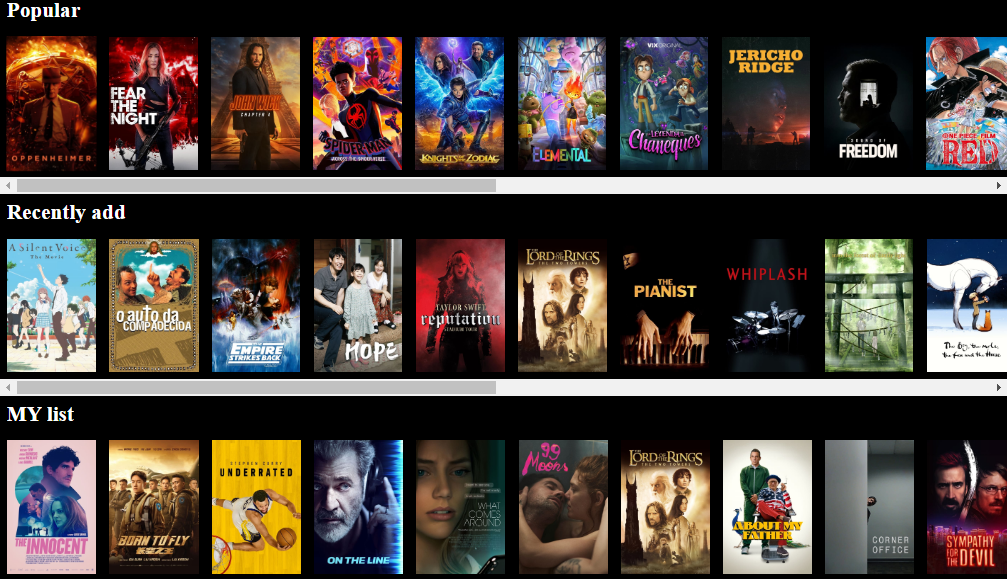 Popular
OPPENHEIMER
FEAR
THE
NIGHT
JOHN WICK
CHAPTER 4
SPIDER-MAN
ACROSS THE SPIDER-VERSE
KNIGHTS OF THE ZODIAC
ELEMENTAL
VIX ORIGINAL
LEYENDA
Chaneques
JERICHO
RIDGE
SOUND OF
FREEDOM
ONE PIECE FILM
RED
Recently add
A Silent Voice
The Movie
o auto da
COMPADECIDA
EMPIRE
STRIKES BACK
HOPE
TAYLOR SWIFT
reputation
STADIUM TOUR
THE LORD OF THE RINGS
THE TWO TOWERS
THE
PIANIST
WHIPLASH
The boy, the mole,
the fox and the Horse
MY list
THE
INNOCENT
BORN TO FLY
STEPHEN CURRY
UNDERRATED
ON THE LINE
WHAT
COMES
AROUND
99
Moons
THE LORD OF THE RINGS
THE TWO TOWERS
ABOUT MY
FATHER
CORNER
OFFICE
SYMPATHY
FOR THE
DEVIL